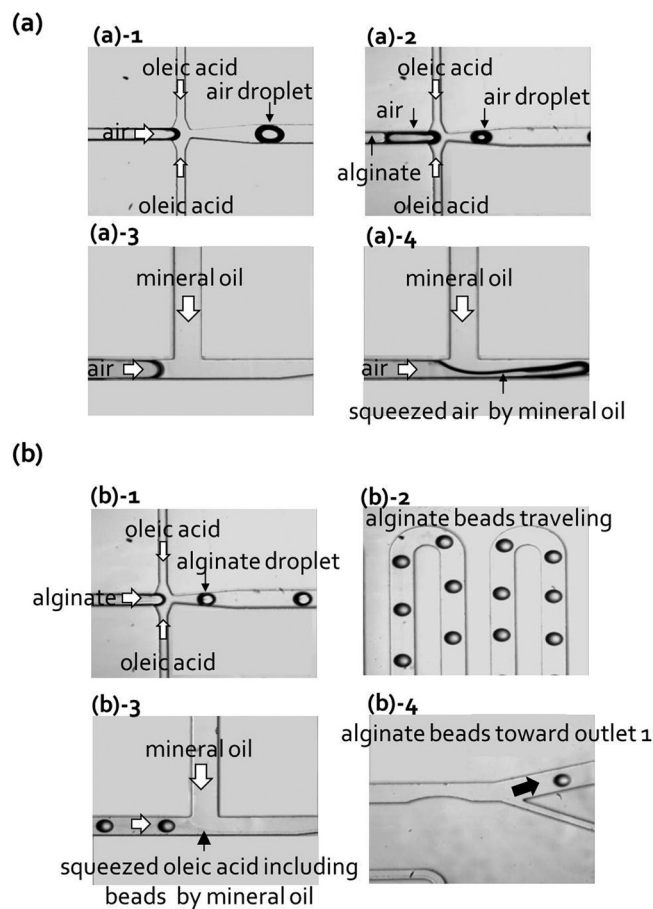 (a)
(a)-1
oleic acid
air droplet
air
oleic acid
(a)-2
oleic acid
air
air droplet
alginate
oleic acid
(a)-3
mineral oil
air
(a)-4
mineral oil
air
squeezed air by mineral oil
(b)
(b)-1
oleic acid
alginate droplet
alginate
oleic acid
(b)-2
alginate beads traveling
(b)-3
mineral oil
squeezed oleic acid including
beads by mineral oil
(b)-4
alginate beads toward outlet 1